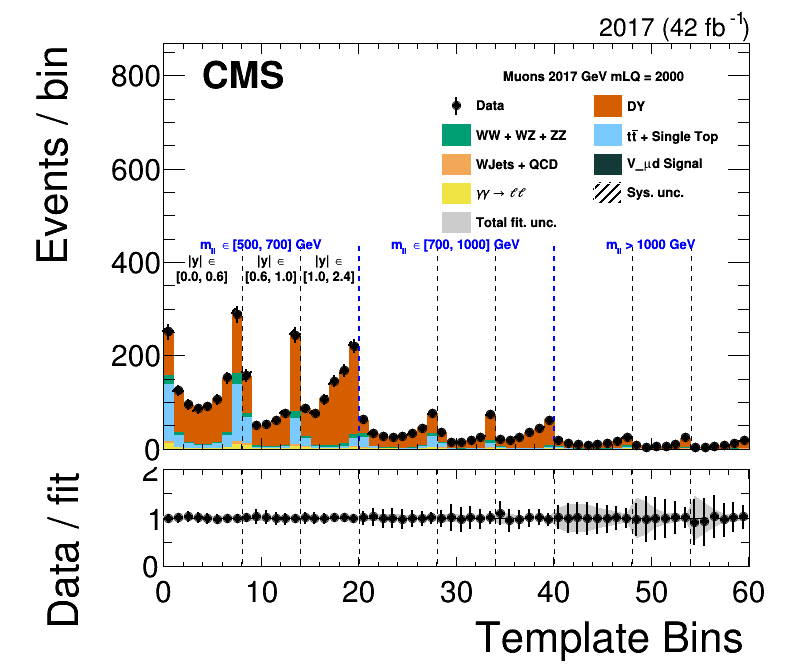 2017 (42 fb⁻¹)
Events / bin
800
600
400
200
0
CMS
Muons 2017 GeV mLQ = 2000
Data
DY
WW + WZ + ZZ
tt̄ + Single Top
WJets + QCD
V_μd Signal
γγ → ℓℓ
Sys. unc.
Total fit. unc.
m_ll ∈ [500, 700] GeV
m_ll ∈ [700, 1000] GeV
m_ll > 1000 GeV
|y| ∈ |y| ∈ |y| ∈
[0.0, 0.6] [0.6, 1.0] [1.0, 2.4]
Data / fit
2
1
0
0 10 20 30 40 50 60
Template Bins